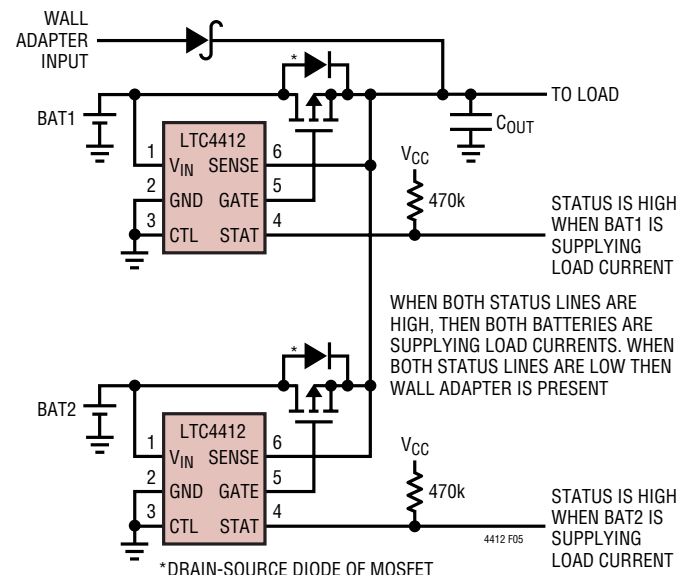 WALL
ADAPTER
INPUT
*
BAT1
TO LOAD
COUT
LTC4412
1
VIN SENSE
6
2
GND GATE
5
3
CTL STAT
4
VCC
470k
STATUS IS HIGH
WHEN BAT1 IS
SUPPLYING
LOAD CURRENT
WHEN BOTH STATUS LINES ARE
HIGH, THEN BOTH BATTERIES ARE
SUPPLYING LOAD CURRENTS. WHEN
BOTH STATUS LINES ARE LOW THEN
WALL ADAPTER IS PRESENT
*
BAT2
LTC4412
1
VIN SENSE
6
2
GND GATE
5
3
CTL STAT
4
VCC
470k
4412 F05
STATUS IS HIGH
WHEN BAT2 IS
SUPPLYING
LOAD CURRENT
*DRAIN-SOURCE DIODE OF MOSFET